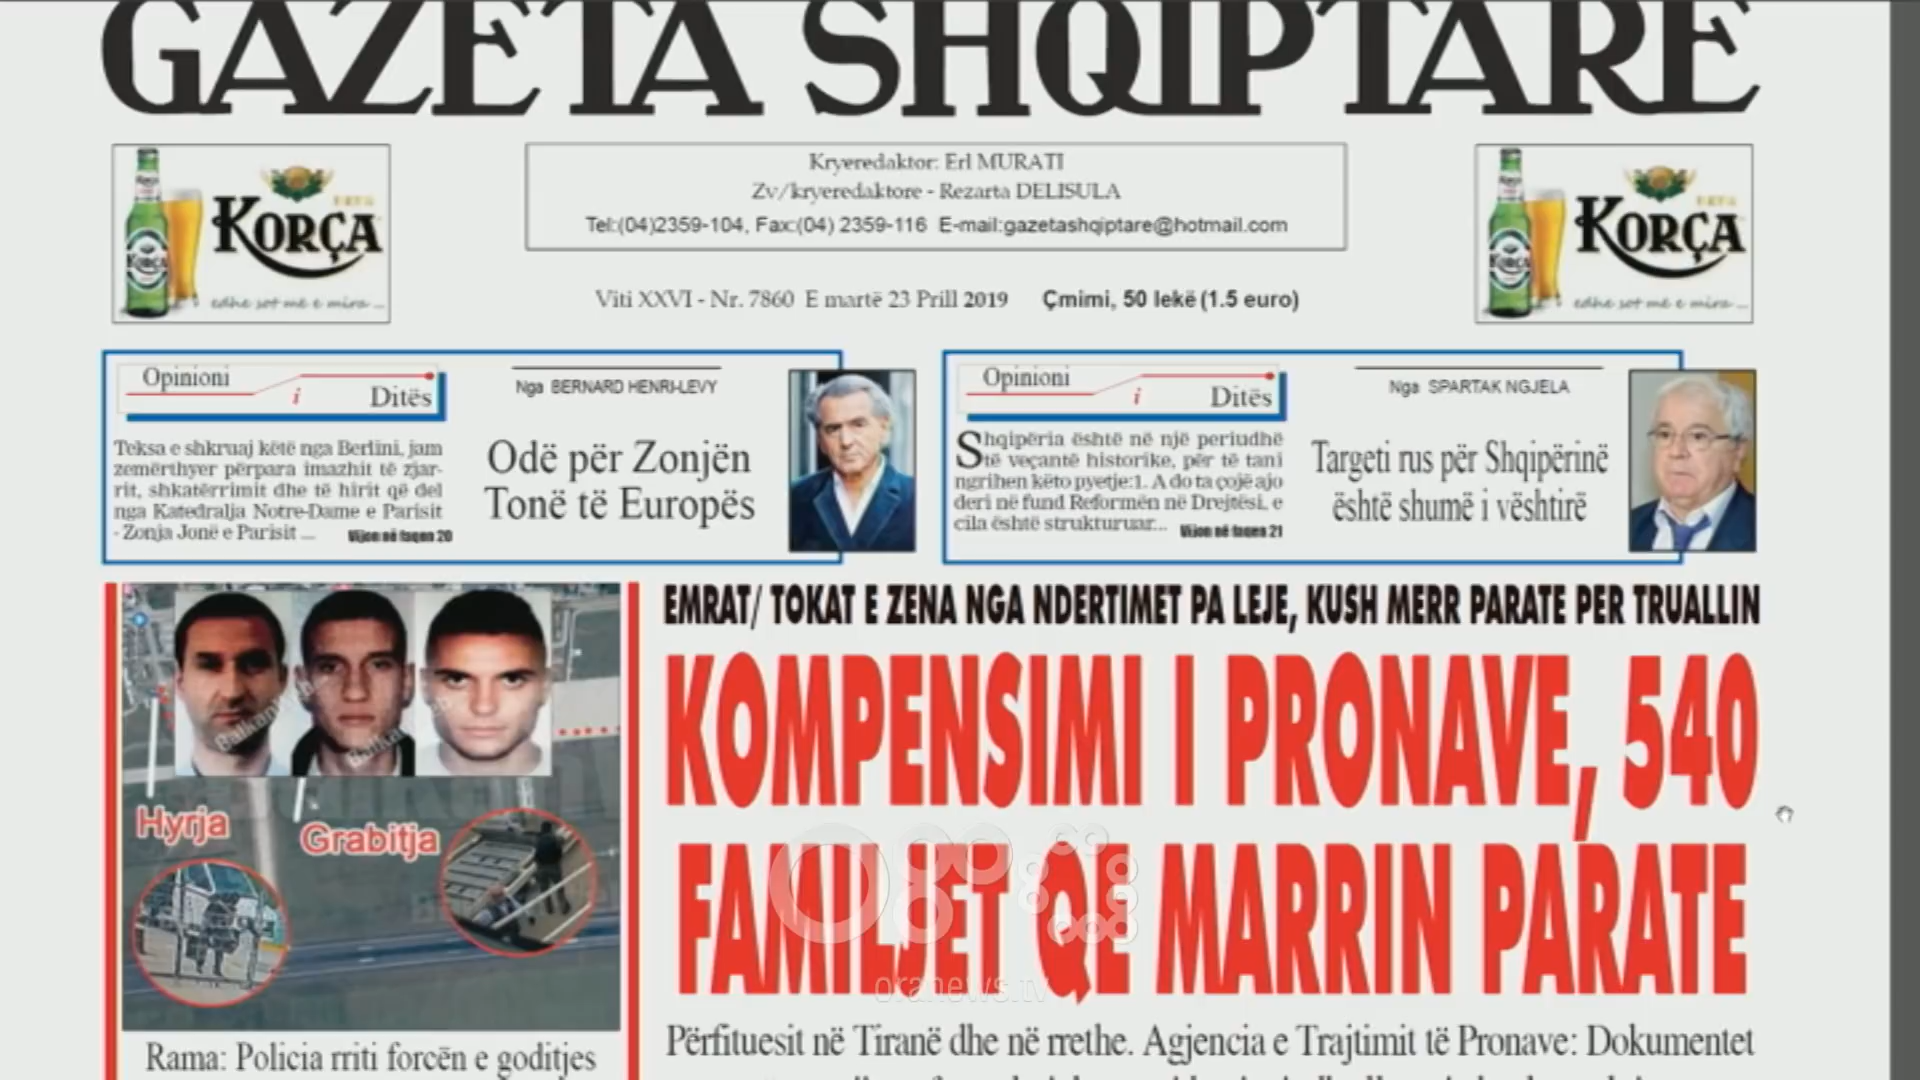 GAZETA SHQIPTARE
KORÇA
edhe sot më e mira ...
Kryeredaktor: Erl MURATI
Zv/kryeredaktore - Rezarta DELISULA
Tel:(04)2359-104, Fax:(04) 2359-116 E-mail:gazetashqiptare@hotmail.com
KORÇA
edhe sot më e mira ...
Viti XXVI - Nr. 7860 E martë 23 Prill 2019 Çmimi, 50 lekë (1.5 euro)
Opinioni
i
Ditës
Teksa e shkruaj këtë nga Berlini, jam
zemërthyer përpara imazhit të zjar-
rit, shkatërrimit dhe të hirit që del
nga Katedralja Notre-Dame e Parisit
- Zonja Jonë e Parisit ...
Vijon në faqen 20
Nga BERNARD HENRI-LEVY
Odë për Zonjën
Tonë të Europës
Opinioni
i
Ditës
Shqipëria është në një periudhë
të veçantë historike, për të tani
ngrihen këto pyetje:1. A do ta çojë ajo
deri në fund Reformën në Drejtësi, e
cila është strukturuar...
Vijon në faqen 21
Nga SPARTAK NGJELA
Targeti rus për Shqipërinë
është shumë i vështirë
Hyrja
Grabitja
Rama: Policia rriti forcën e goditjes
EMRAT/ TOKAT E ZENA NGA NDERTIMET PA LEJE, KUSH MERR PARATE PER TRUALLIN
KOMPENSIMI I PRONAVE, 540
FAMILJET QE MARRIN PARATE
oranews.tv
Përfituesit në Tiranë dhe në rrethe. Agjencia e Trajtimit të Pronave: Dokumentet